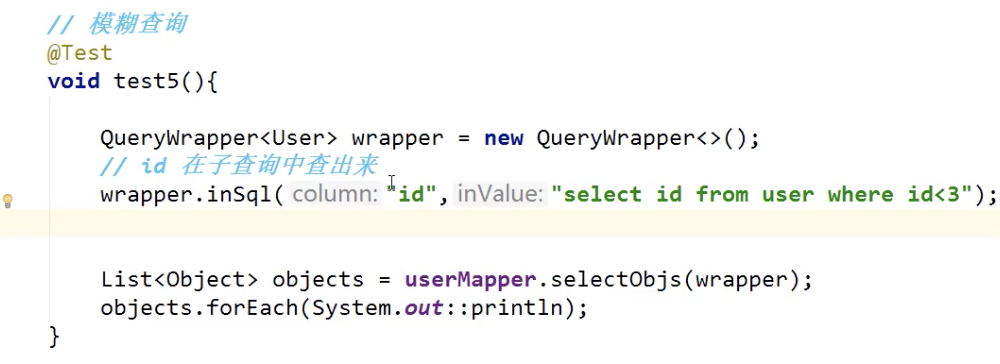 // 模糊查询
@Test
void test5(){
QueryWrapper<User> wrapper = new QueryWrapper<>();
// id 在子查询中查出来
wrapper.inSql( column: "id", inValue: "select id from user where id<3");
List<Object> objects = userMapper.selectObjs(wrapper);
objects.forEach(System.out::println);
}